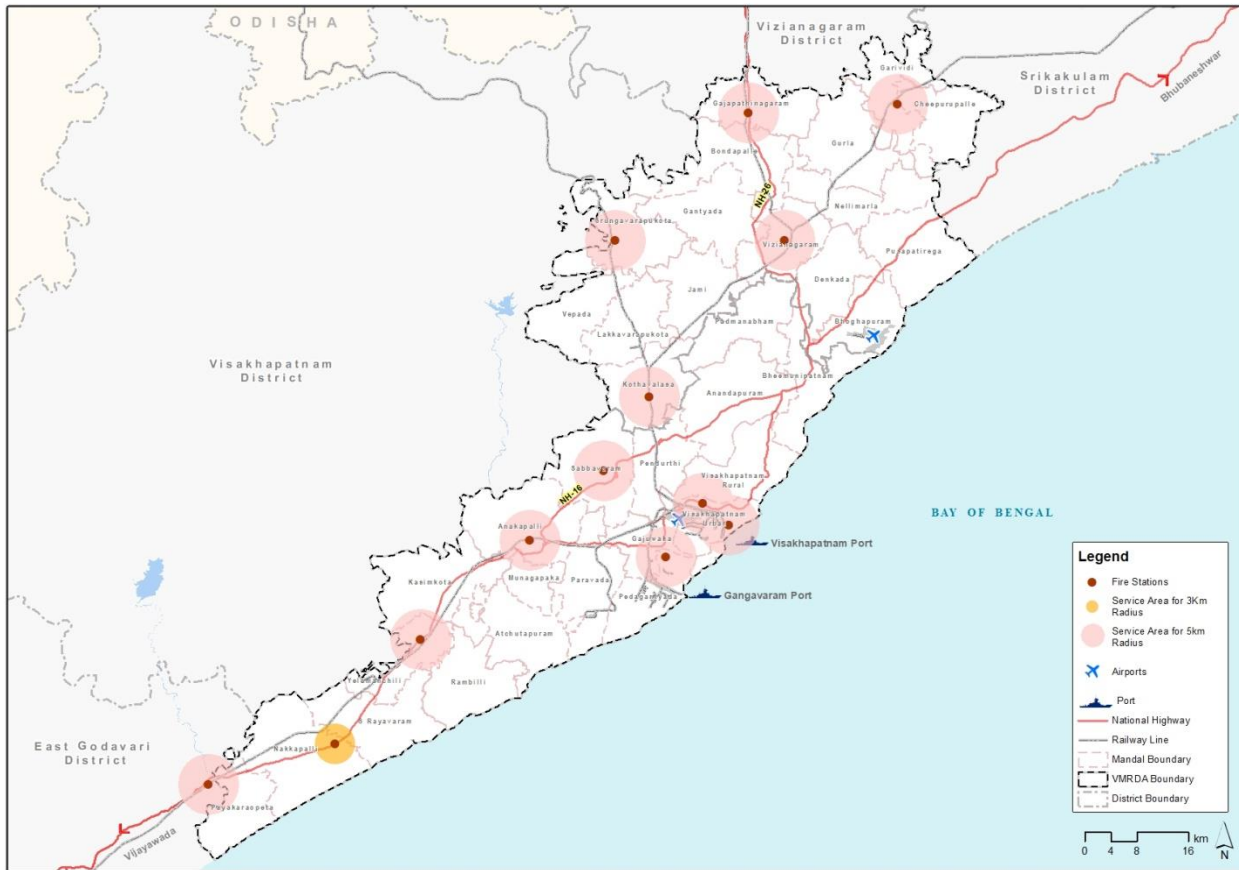 ODISHA
Vizianagaram
District
Garividi
Srikakulam
District
Bhubaneshwar
Gajapathinagaram
Cheepurupalle
Bondapalle
Gurla
NH-26
Nellimarla
Gantyada
Srungavarapukota
Vizianagaram
Pusapatirega
Denkada
Jami
Vepada
Padmanabham
Bhoghapuram
Lakkavarapukota
Visakhapatnam
District
Bheemunipatnam
Kothavalasa
Anandapuram
Pendurthi
Sabbavaram
Visakhapatnam
Rural
NH-16
Visakhapatnam
Urban
BAY OF BENGAL
Anakapalli
Gajuwaka
Visakhapatnam Port
Kasimkota
Munagapaka
Paravada
Pedagantyada
Gangavaram Port
Atchutapuram
Yelamanchili
Rambilli
S Rayavaram
East Godavari
District
Nakkapalli
Payakaraopeta
Vijayawada
Legend
Fire Stations
Service Area for 3Km
Radius
Service Area for 5km
Radius
Airports
Port
National Highway
Railway Line
Mandal Boundary
VMRDA Boundary
District Boundary
0 4 8 16 km
N